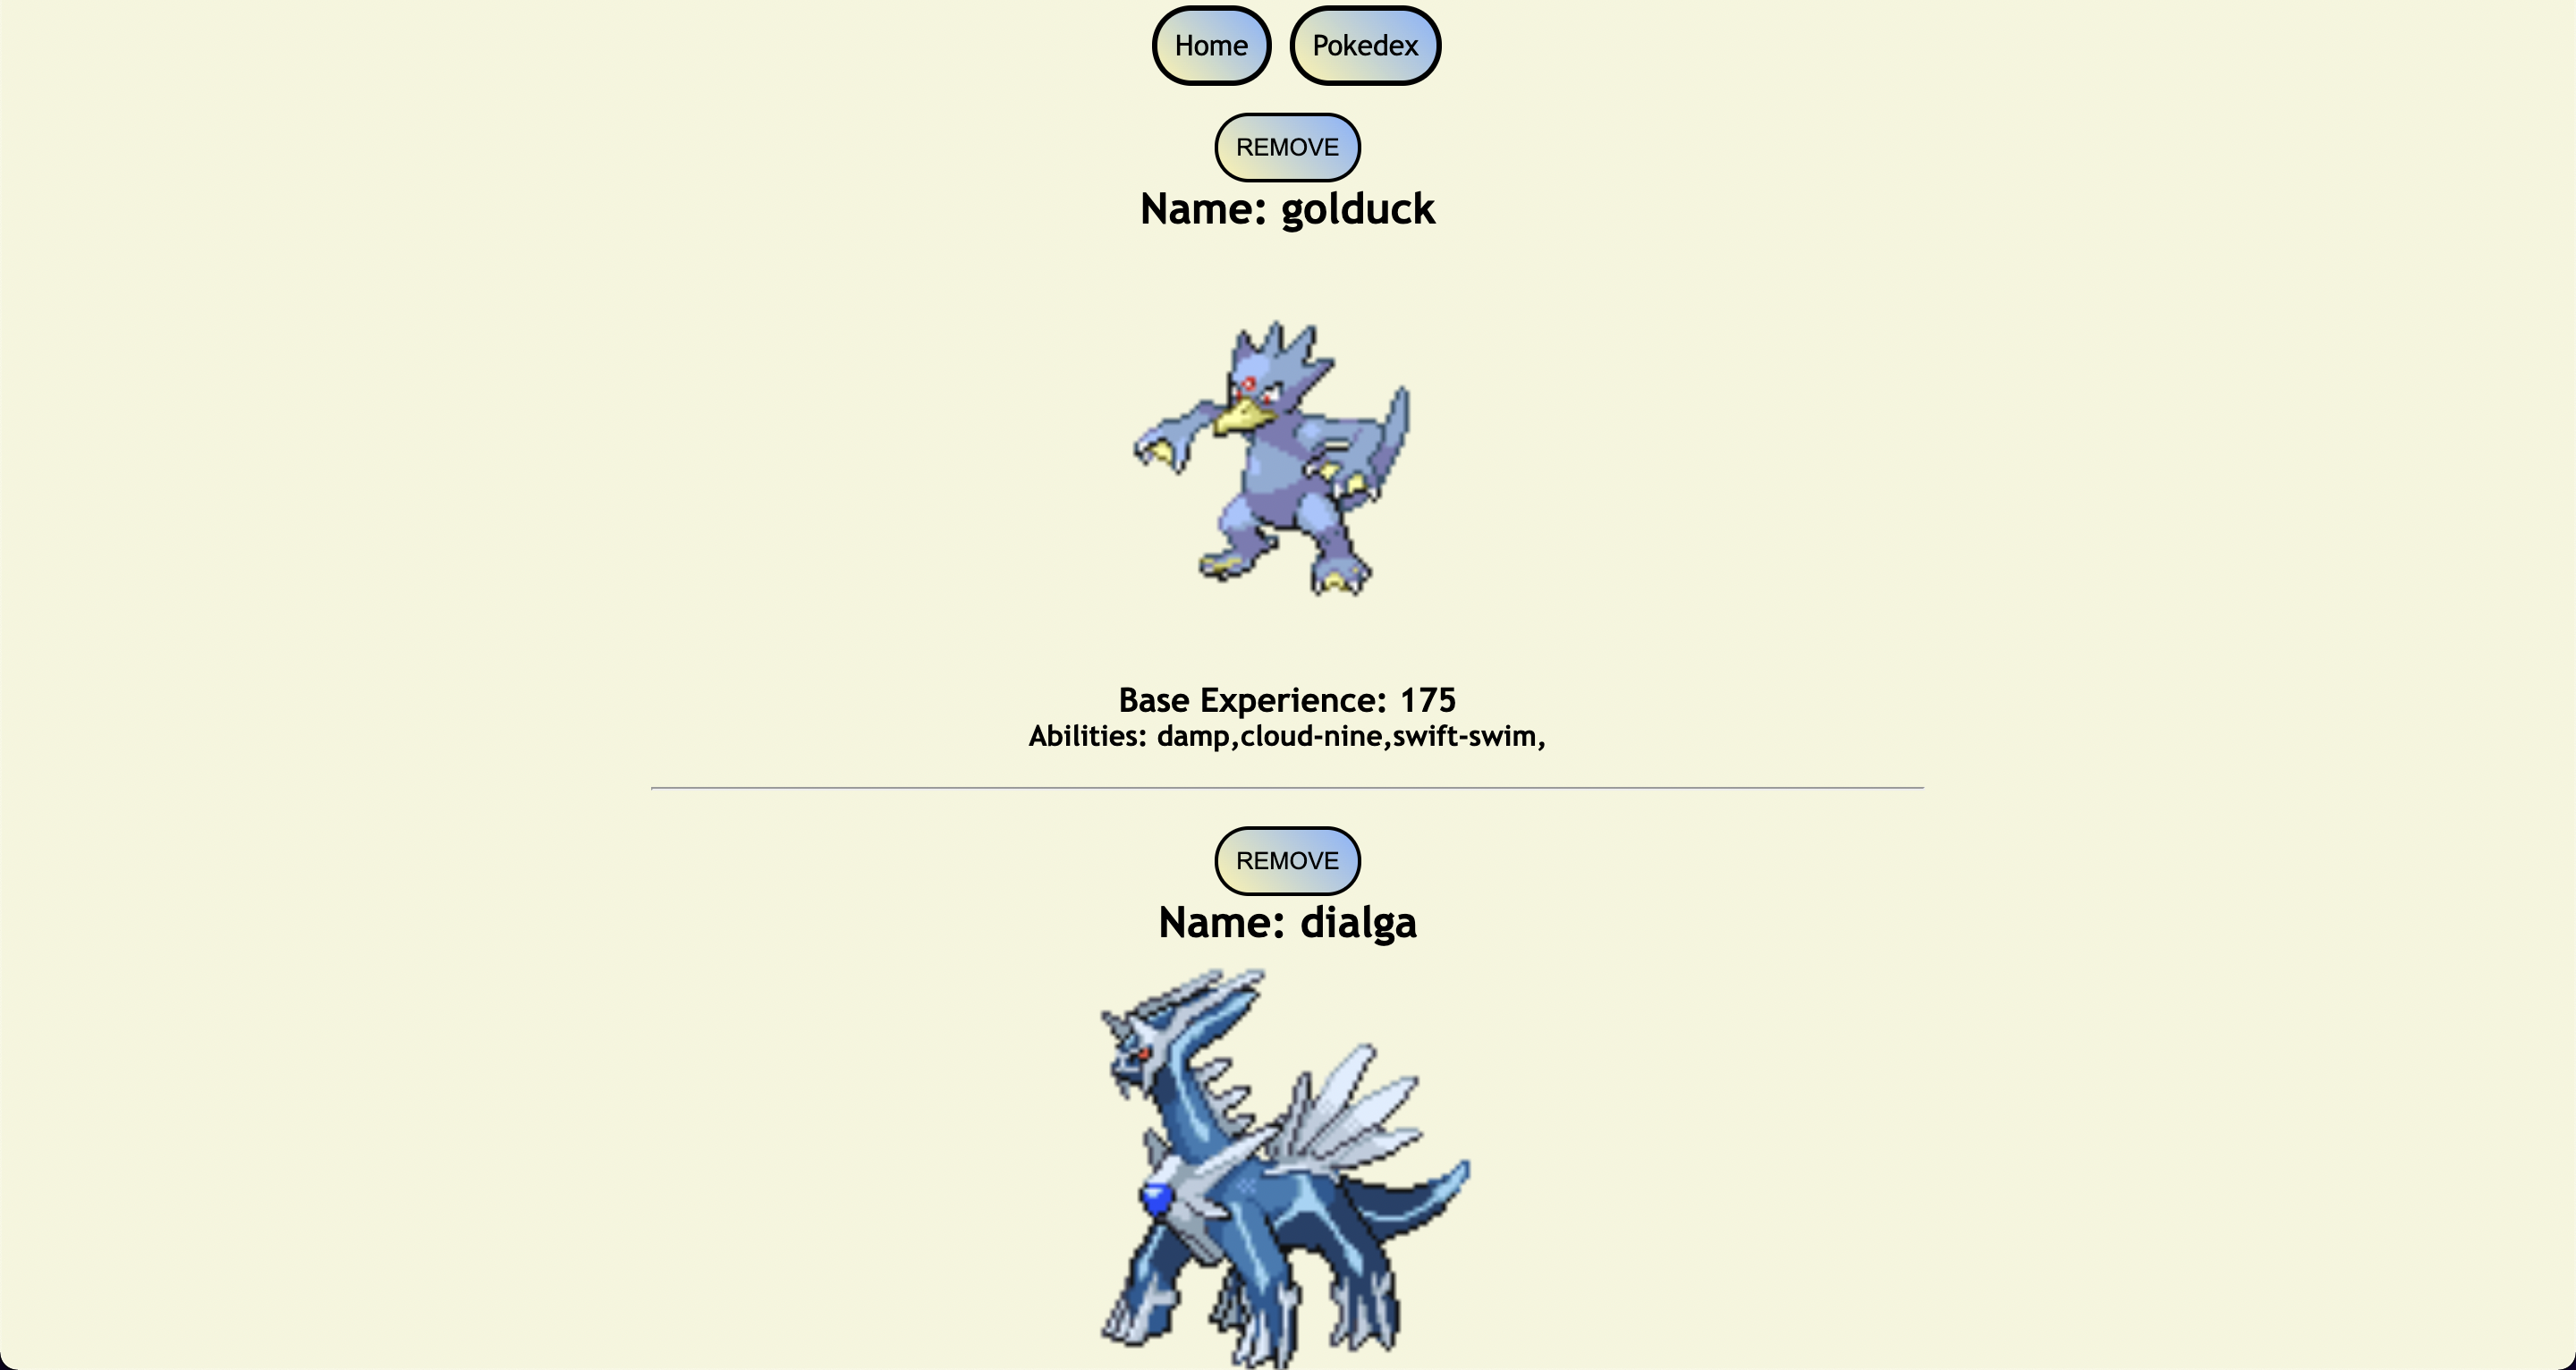 Home Pokedex
REMOVE
Name: golduck
Base Experience: 175
Abilities: damp,cloud-nine,swift-swim,
REMOVE
Name: dialga